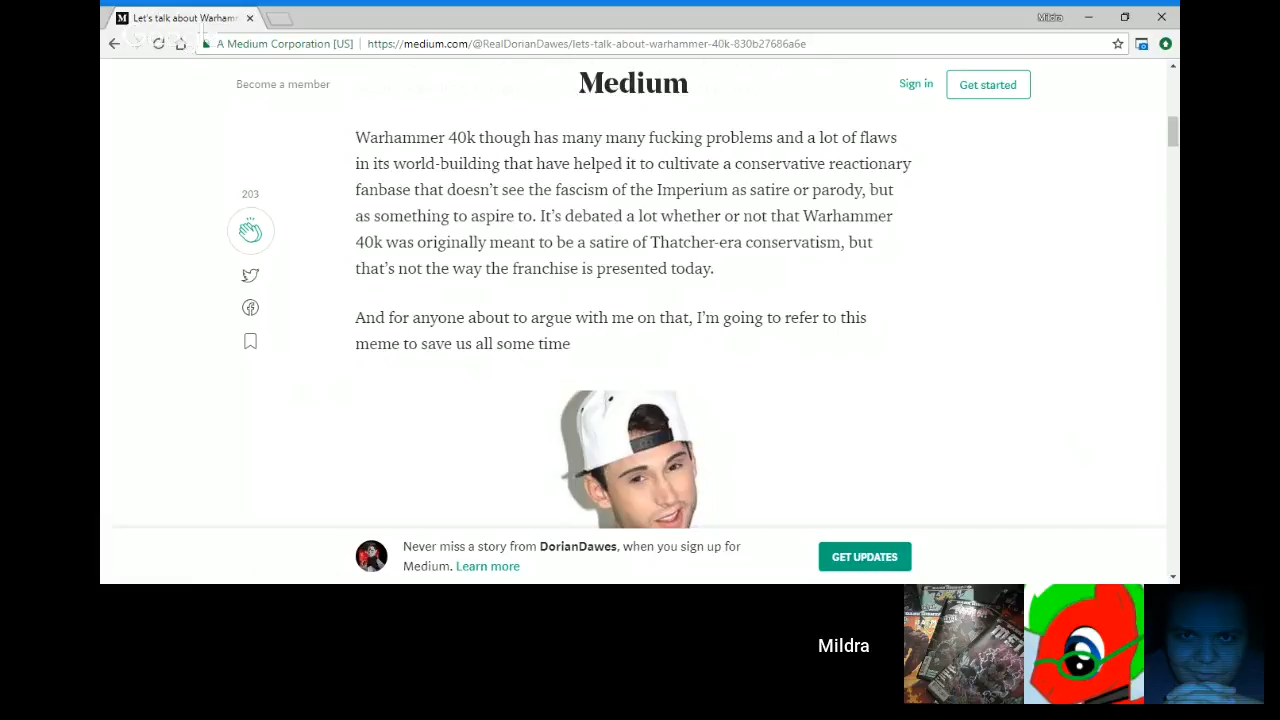 Let's talk about Warham
Mildra
A Medium Corporation [US]
https://medium.com/@RealDorianDawes/lets-talk-about-warhammer-40k-830b27686a6e
Become a member
Medium
Sign in
Get started
Warhammer 40k though has many many fucking problems and a lot of flaws
in its world-building that have helped it to cultivate a conservative reactionary
fanbase that doesn't see the fascism of the Imperium as satire or parody, but
as something to aspire to. It's debated a lot whether or not that Warhammer
40k was originally meant to be a satire of Thatcher-era conservatism, but
that's not the way the franchise is presented today.
203
And for anyone about to argue with me on that, I'm going to refer to this
meme to save us all some time
Never miss a story from DorianDawes, when you sign up for
Medium. Learn more
GET UPDATES
Mildra